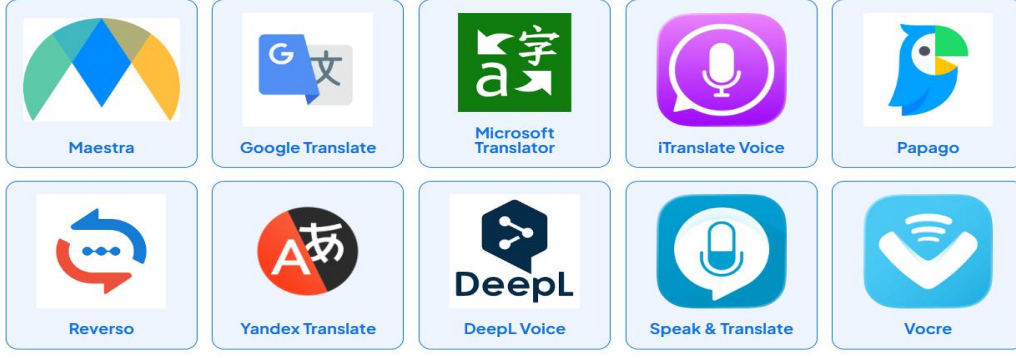 G 文
字
a
Maestra
Google Translate
Microsoft
Translator
iTranslate Voice
Papago
A あ
DeepL
Reverso
Yandex Translate
DeepL Voice
Speak & Translate
Vocre